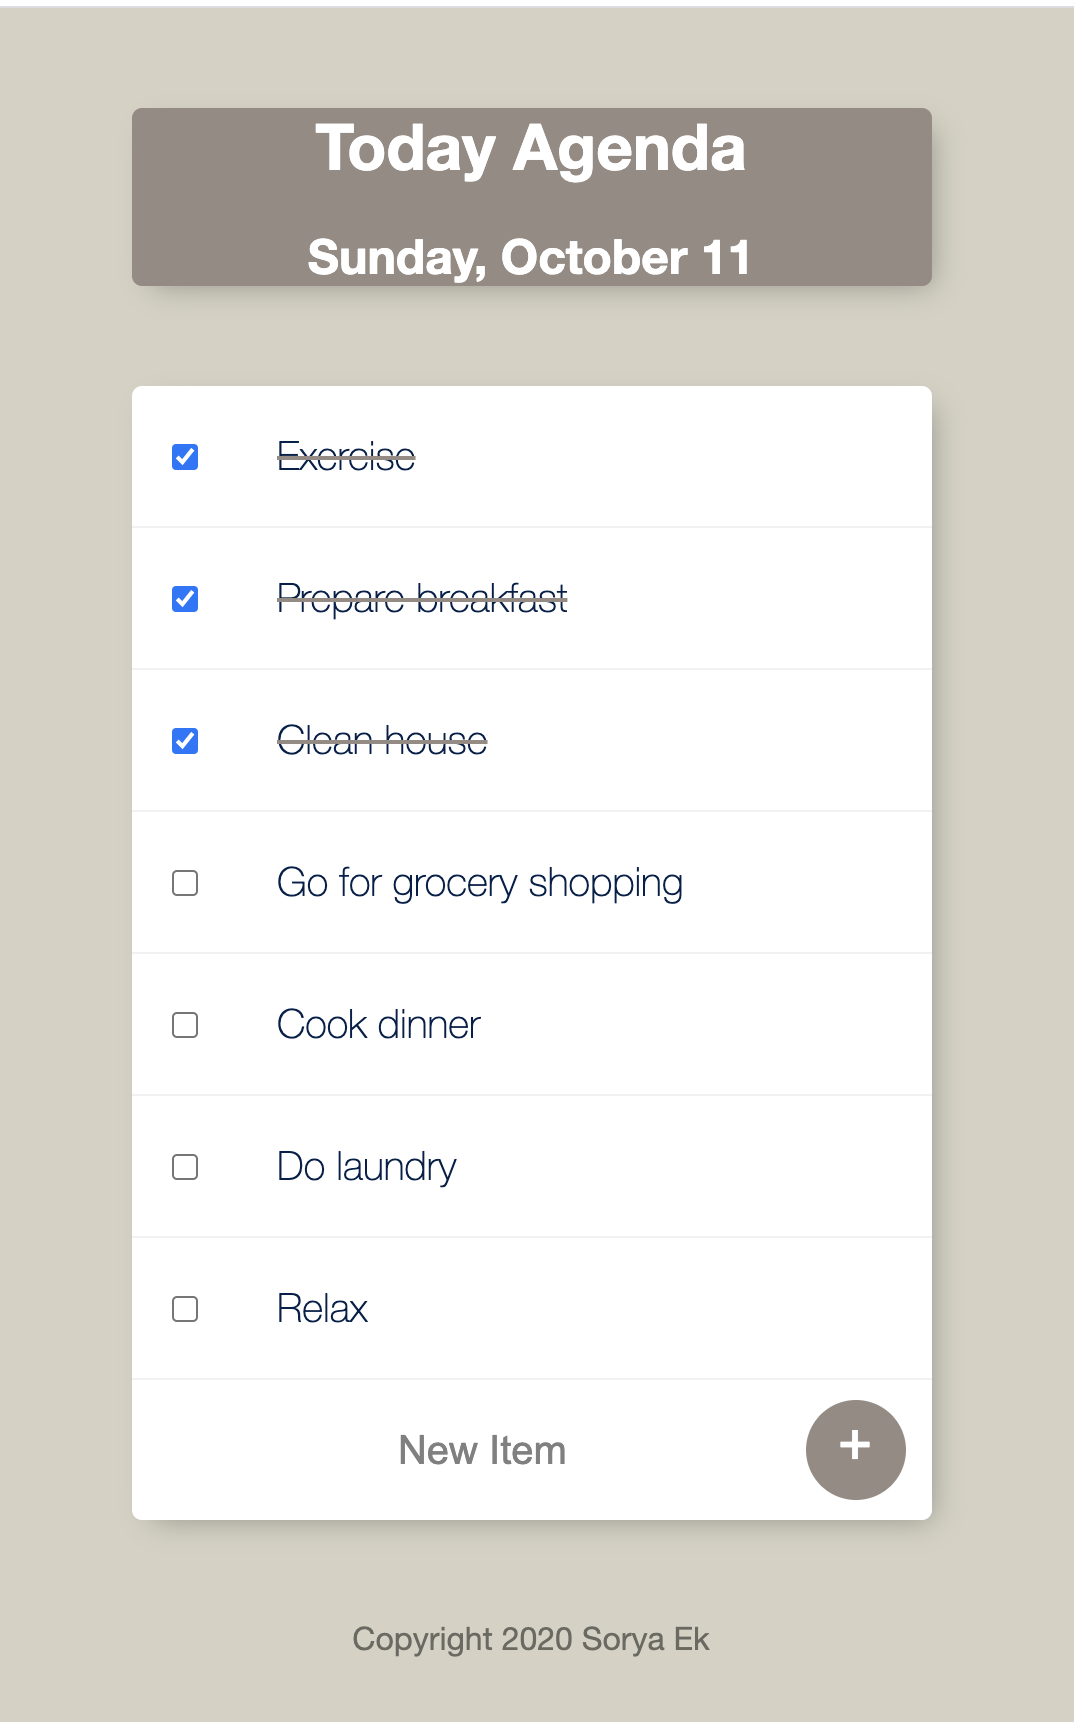 Today Agenda
Sunday, October 11
Exercise
Prepare breakfast
Clean house
Go for grocery shopping
Cook dinner
Do laundry
Relax
New Item
+
Copyright 2020 Sorya Ek